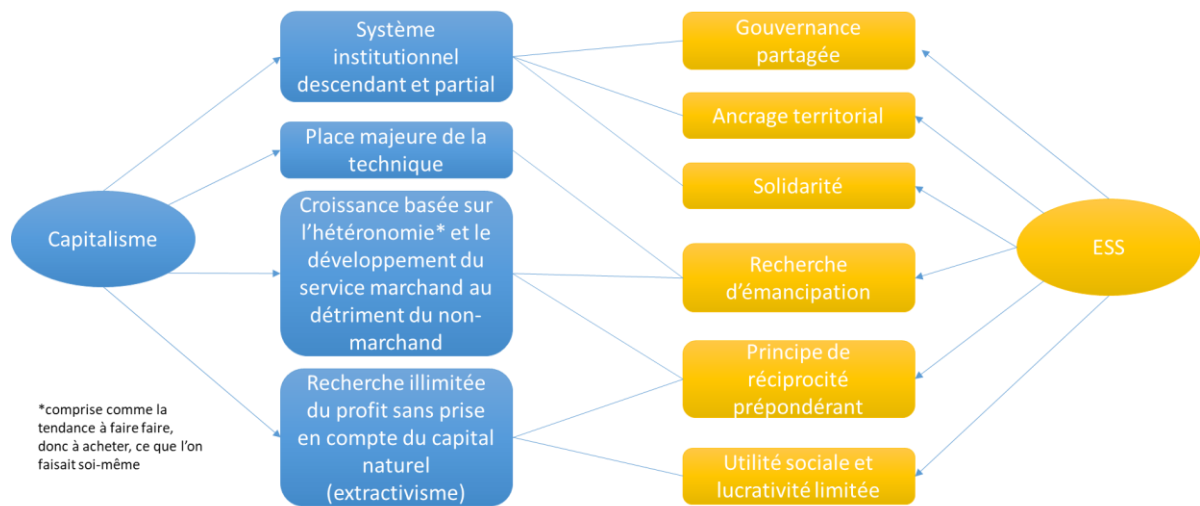 Capitalisme
Système
institutionnel
descendant et partial
Place majeure de la
technique
Croissance basée sur
l’hétéronomie* et le
développement du
service marchand au
détriment du non-
marchand
Recherche illimitée
du profit sans prise
en compte du capital
naturel
(extractivisme)
Gouvernance
partagée
Ancrage territorial
Solidarité
Recherche
d’émancipation
Principe de
réciprocité
prépondérant
Utilité sociale et
lucrativité limitée
ESS
*comprise comme la
tendance à faire faire,
donc à acheter, ce que l’on
faisait soi-même